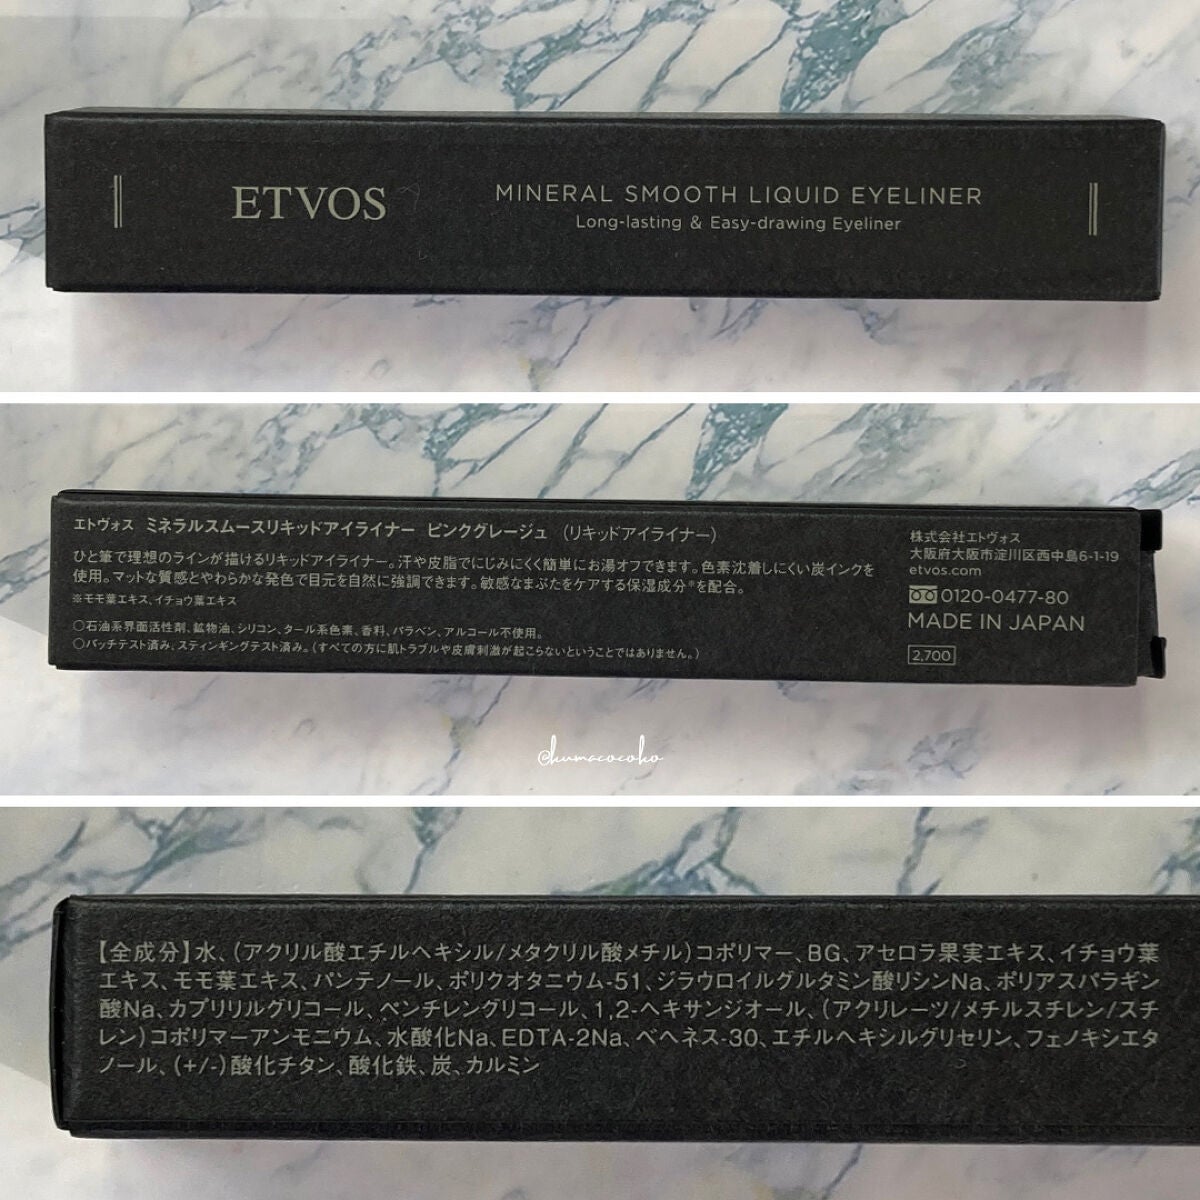 ETVOS
MINERAL SMOOTH LIQUID EYELINER
Long-lasting & Easy-drawing Eyeliner
エトヴォス ミネラルスムースリキッドアイライナー ピンクグレージュ （リキッドアイライナー）
ひと筆で理想のラインが描けるリキッドアイライナー。汗や皮脂でにじみにくく簡単にお湯オフできます。色素沈着しにくい炭インクを
使用。マットな質感とやわらかな発色で目元を自然に強調できます。敏感なまぶたをケアする保湿成分※を配合。
※モモ葉エキス、イチョウ葉エキス
○石油系界面活性剤、鉱物油、シリコン、タール系色素、香料、パラベン、アルコール不使用。
○パッチテスト済み、スティンギングテスト済み。（すべての方に肌トラブルや皮膚刺激が起こらないということではありません。）
株式会社エトヴォス
大阪府大阪市淀川区西中島6-1-19
etvos.com
0120-0477-80
MADE IN JAPAN
2,700
@kumacocoko
【全成分】水、（アクリル酸エチルヘキシル/メタクリル酸メチル）コポリマー、BG、アセロラ果実エキス、イチョウ葉
エキス、モモ葉エキス、パンテノール、ポリクオタニウム-51、ジラウロイルグルタミン酸リシンNa、ポリアスパラギン
酸Na、カプリリルグリコール、ペンチレングリコール、1,2-ヘキサンジオール、（アクリレーツ/メチルスチレン/スチ
レン）コポリマーアンモニウム、水酸化Na、EDTA-2Na、ベヘネス-30、エチルヘキシルグリセリン、フェノキシエタ
ノール、(+/-)酸化チタン、酸化鉄、炭、カルミン